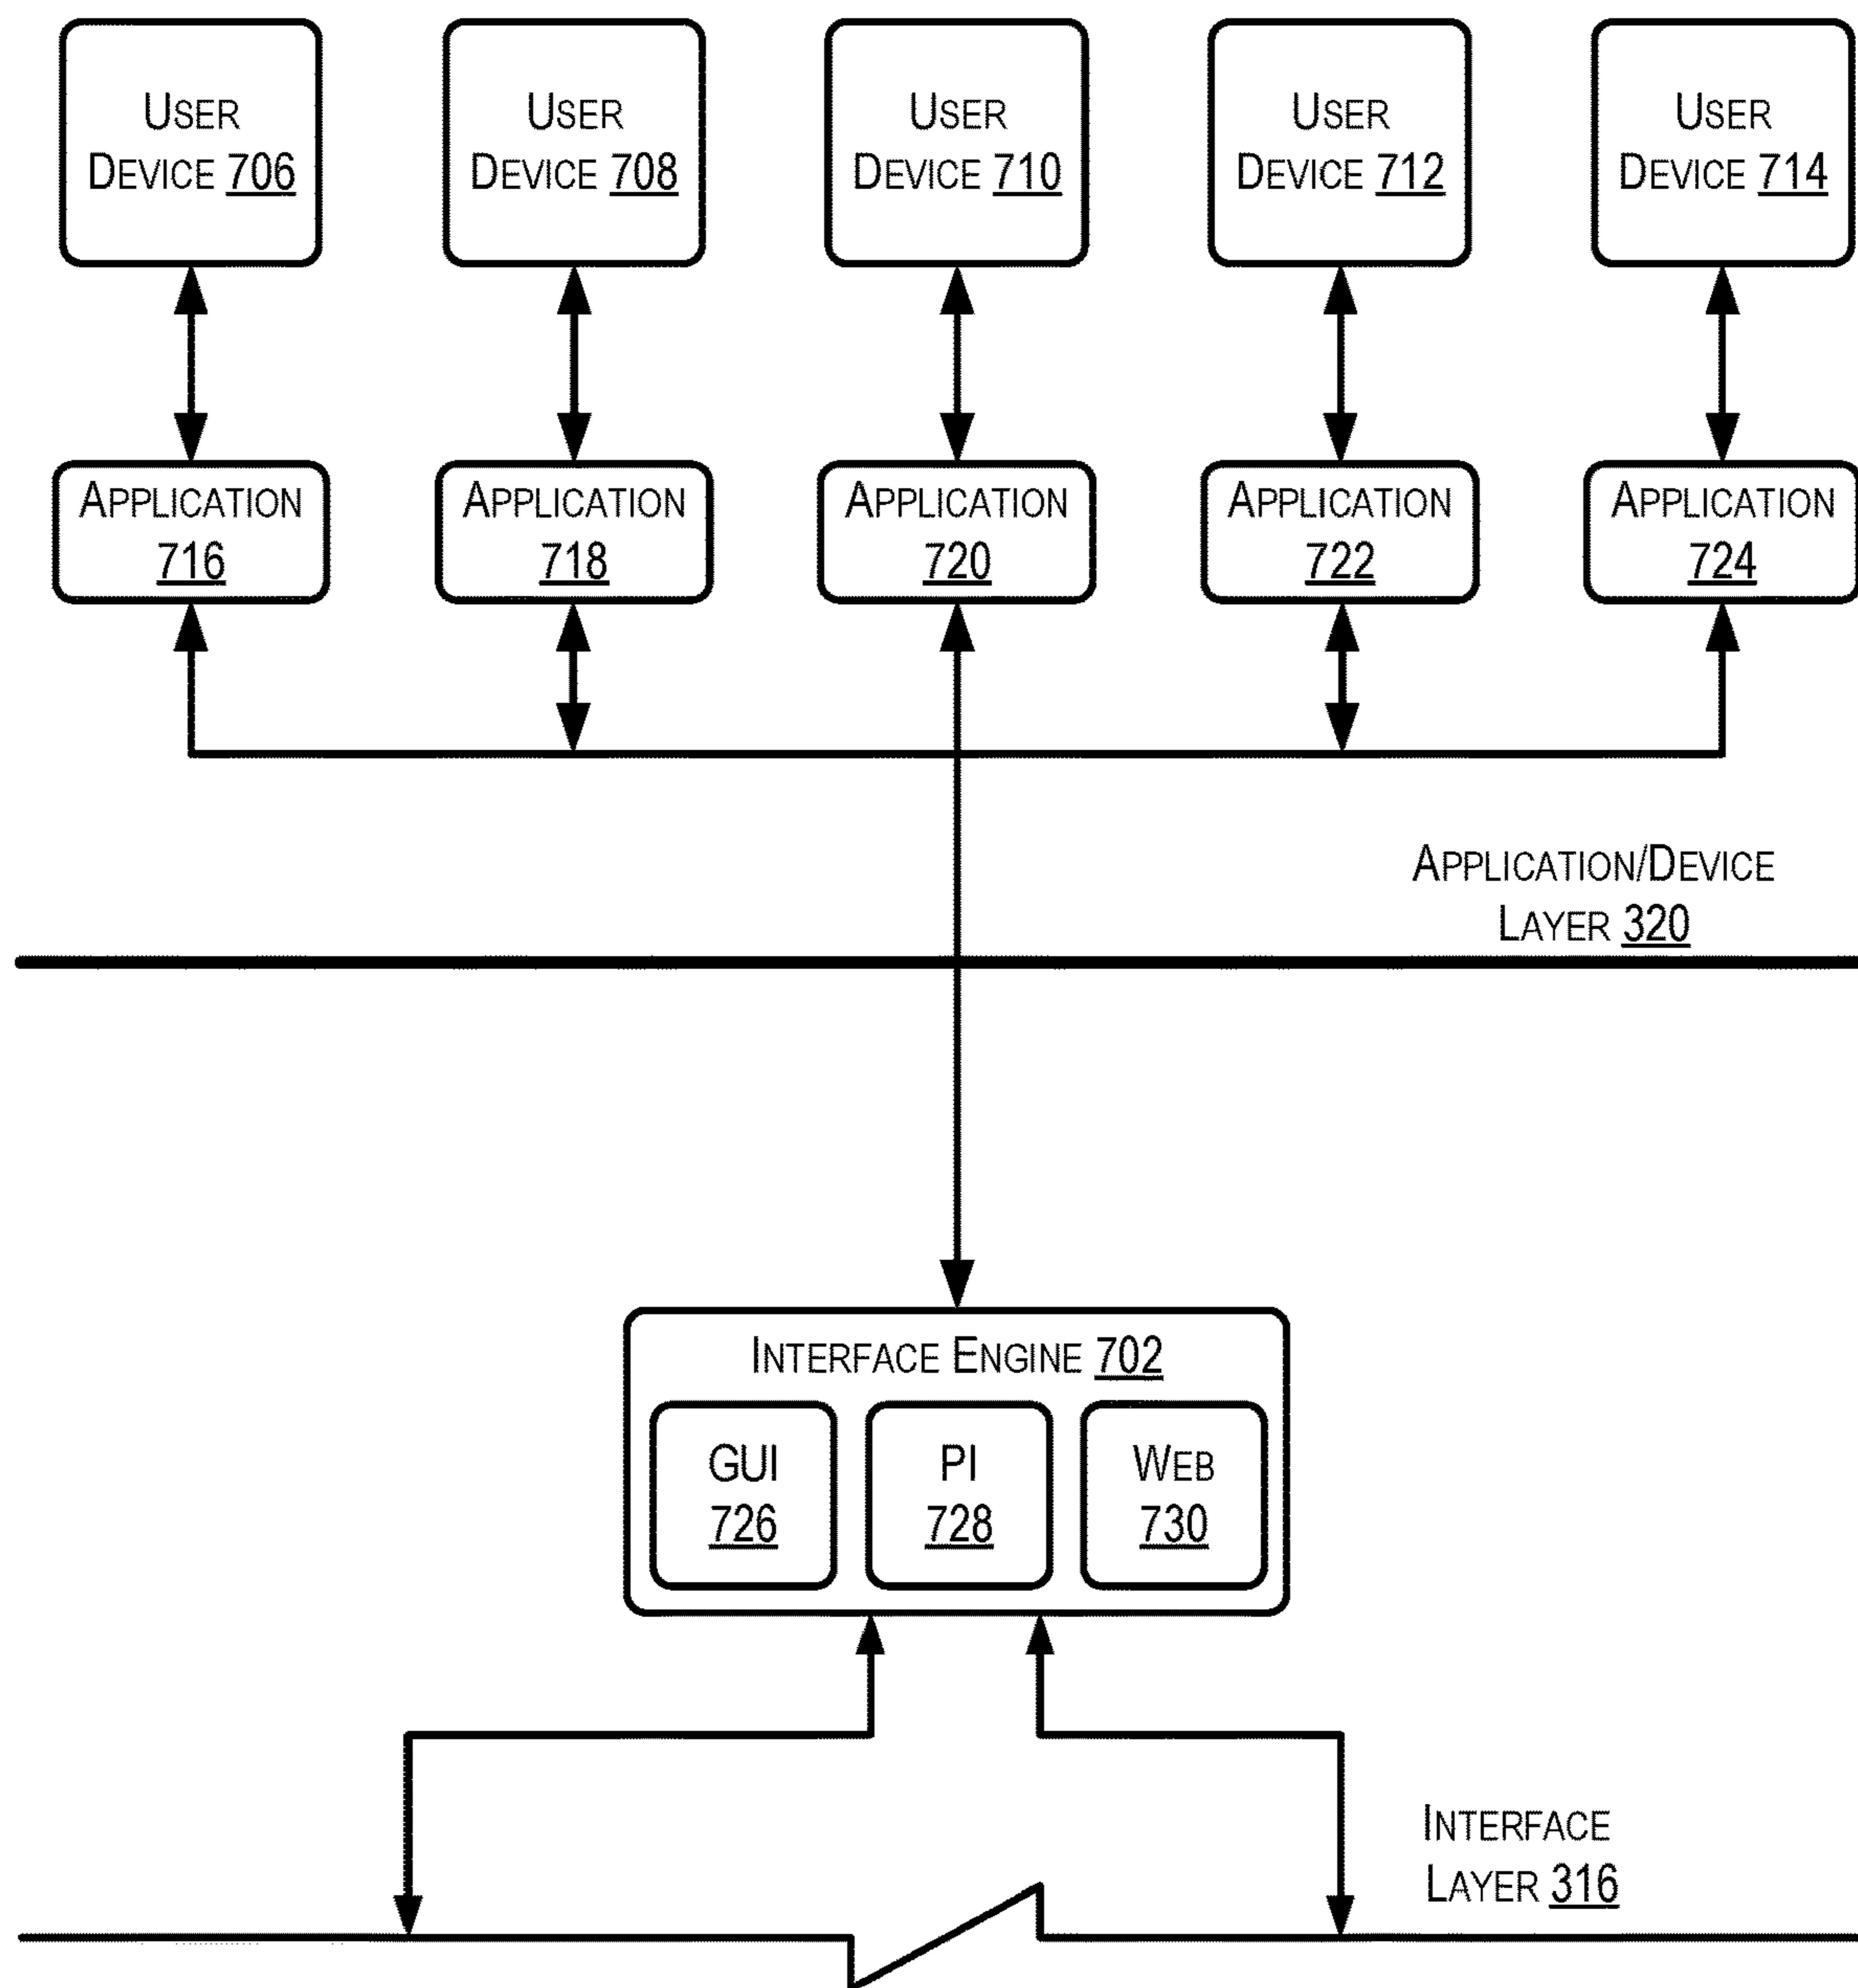 User
Device 706
User
Device 708
User
Device 710
User
Device 712
User
Device 714
Application
716
Application
718
Application
720
Application
722
Application
724
Application/Device
Layer 320
Interface Engine 702
GUI
726
PI
728
Web
730
Interface
Layer 316